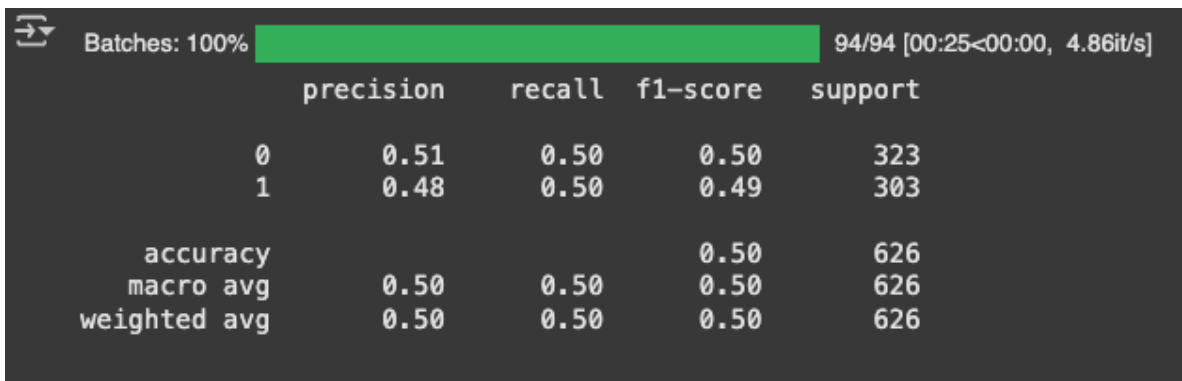 Batches: 100% 94/94 [00:25<00:00, 4.86it/s]
precision recall f1-score support
0 0.51 0.50 0.50 323
1 0.48 0.50 0.49 303
accuracy 0.50 626
macro avg 0.50 0.50 0.50 626
weighted avg 0.50 0.50 0.50 626